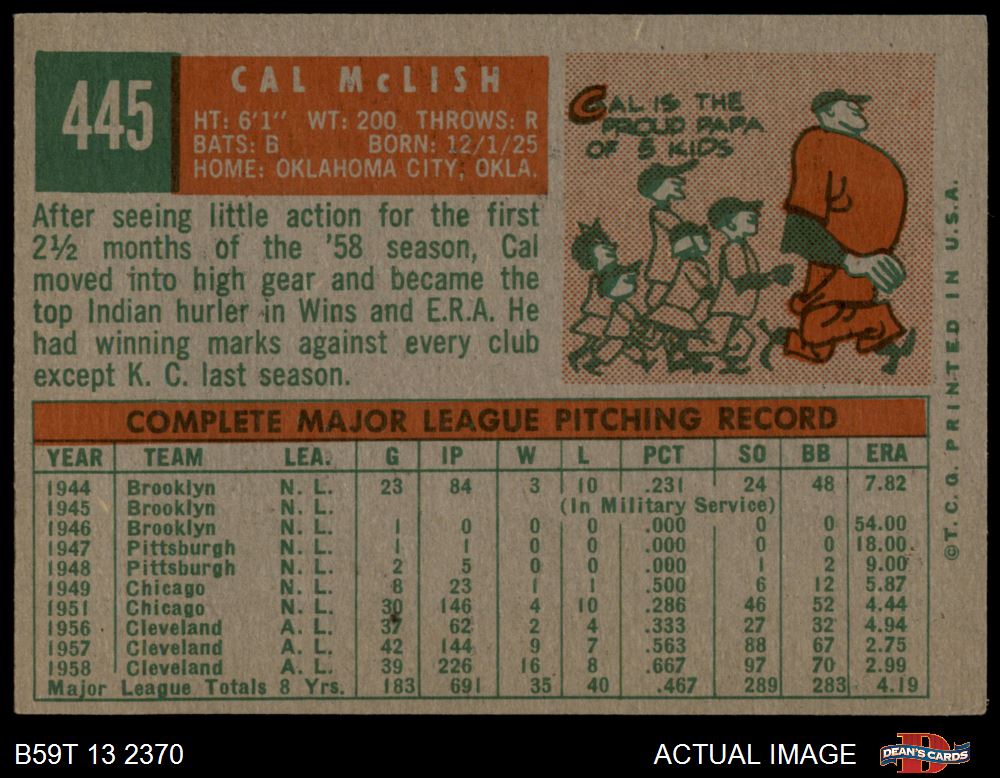 445
CAL McLISH
HT: 6'1" WT: 200 THROWS: R
BATS: B BORN: 12/1/25
HOME: OKLAHOMA CITY, OKLA.
CAL IS THE
PROUD PAPA
OF 5 KIDS
After seeing little action for the first
2½ months of the '58 season, Cal
moved into high gear and became the
top Indian hurler in Wins and E.R.A. He
had winning marks against every club
except K. C. last season.
COMPLETE MAJOR LEAGUE PITCHING RECORD
YEAR TEAM LEA. G IP W L PCT SO BB ERA
1944 Brooklyn N. L. 23 84 3 10 .231 24 48 7.82
1945 Brooklyn N. L. (In Military Service)
1946 Brooklyn N. L. 1 0 0 0 .000 0 0 54.00
1947 Pittsburgh N. L. 1 1 0 0 .000 0 0 18.00
1948 Pittsburgh N. L. 2 5 0 0 .000 1 2 9.00
1949 Chicago N. L. 8 23 1 1 .500 6 12 5.87
1951 Chicago N. L. 30 146 4 10 .286 46 52 4.44
1956 Cleveland A. L. 37 62 2 4 .333 27 32 4.94
1957 Cleveland A. L. 42 144 9 7 .563 88 67 2.75
1958 Cleveland A. L. 39 226 16 8 .667 97 70 2.99
Major League Totals 8 Yrs. 183 691 35 40 .467 289 283 4.19
©T. C. G. PRINTED IN U.S.A.
B59T 13 2370
ACTUAL IMAGE
DEAN'S CARDS